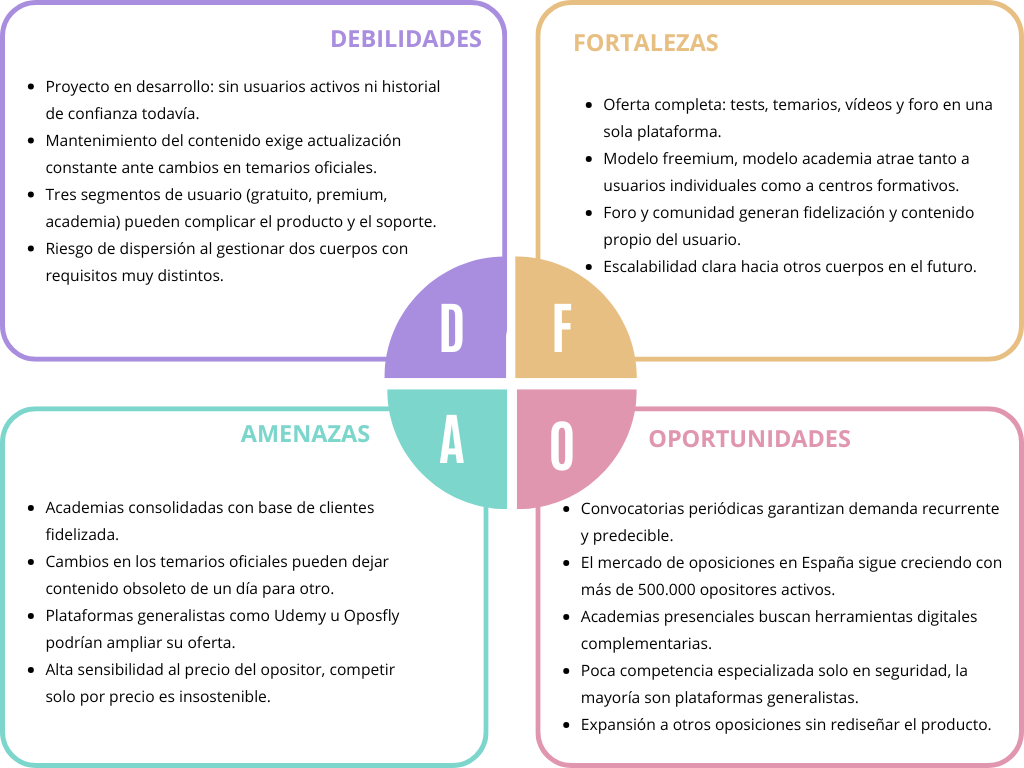 DEBILIDADES
• Proyecto en desarrollo: sin usuarios activos ni historial
de confianza todavía.
• Mantenimiento del contenido exige actualización
constante ante cambios en temarios oficiales.
• Tres segmentos de usuario (gratuito, premium,
academia) pueden complicar el producto y el soporte.
• Riesgo de dispersión al gestionar dos cuerpos con
requisitos muy distintos.
FORTALEZAS
• Oferta completa: tests, temarios, vídeos y foro en una
sola plataforma.
• Modelo freemium, modelo academia atrae tanto a
usuarios individuales como a centros formativos.
• Foro y comunidad generan fidelización y contenido
propio del usuario.
• Escalabilidad clara hacia otros cuerpos en el futuro.
D
F
A
O
AMENAZAS
• Academias consolidadas con base de clientes
fidelizada.
• Cambios en los temarios oficiales pueden dejar
contenido obsoleto de un día para otro.
• Plataformas generalistas como Udemy u Oposfly
podrían ampliar su oferta.
• Alta sensibilidad al precio del opositor, competir
solo por precio es insostenible.
OPORTUNIDADES
• Convocatorias periódicas garantizan demanda recurrente
y predecible.
• El mercado de oposiciones en España sigue creciendo con
más de 500.000 opositores activos.
• Academias presenciales buscan herramientas digitales
complementarias.
• Poca competencia especializada solo en seguridad, la
mayoría son plataformas generalistas.
• Expansión a otros oposiciones sin rediseñar el producto.